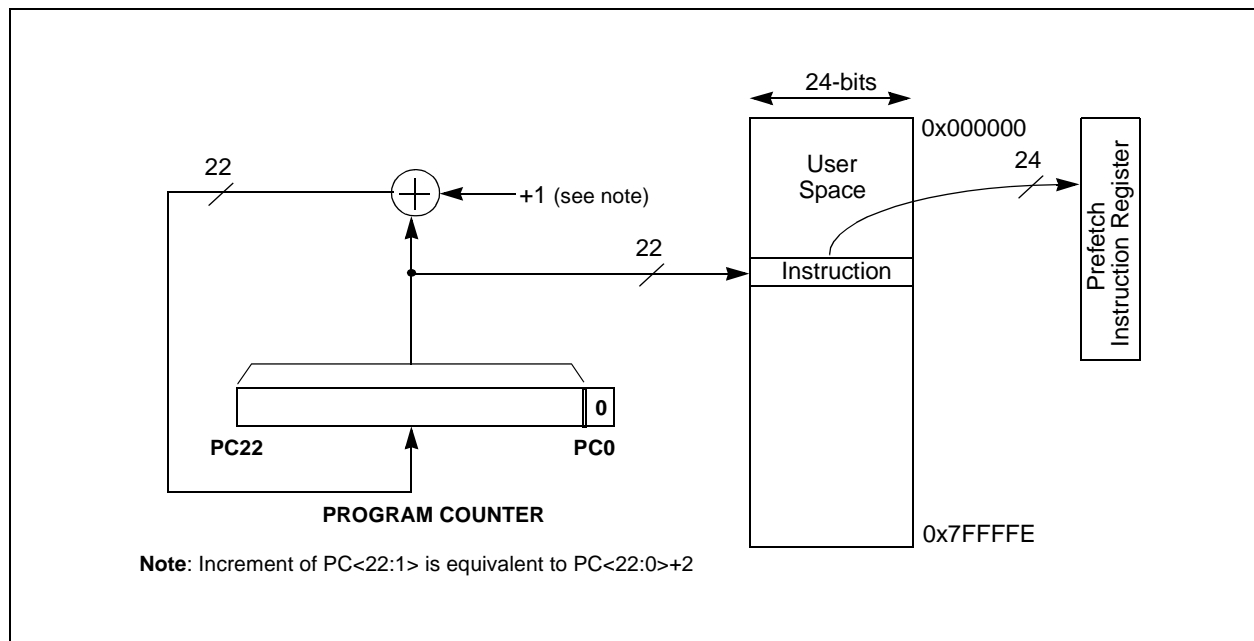 24-bits
0x000000
22
+1 (see note)
User
Space
24
Prefetch
Instruction Register
22
Instruction
0
PC22
PC0
PROGRAM COUNTER
0x7FFFFE
Note: Increment of PC<22:1> is equivalent to PC<22:0>+2